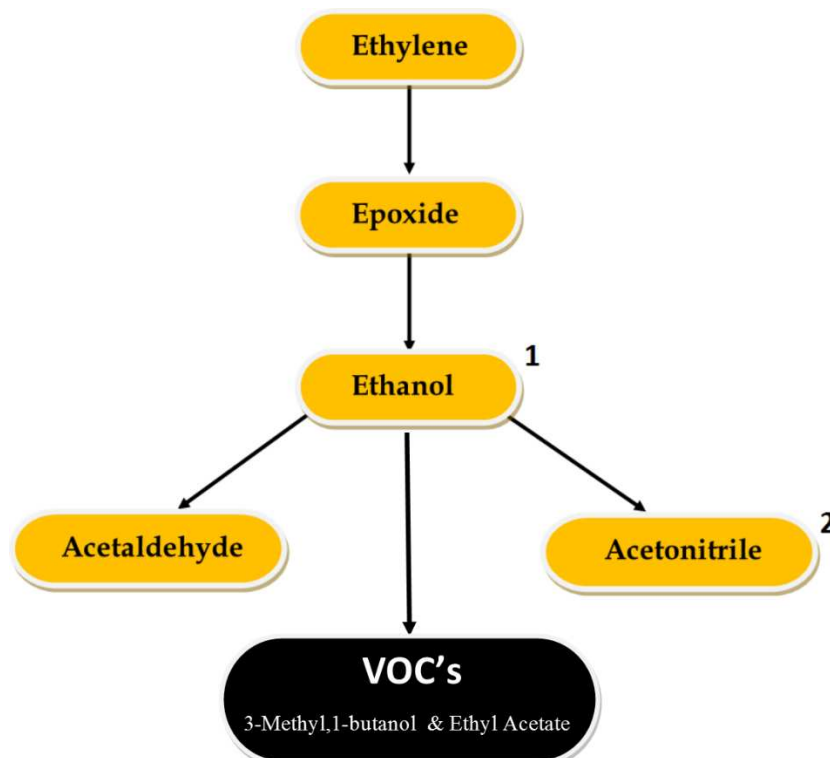 Ethylene
Epoxide
Ethanol
1
Acetaldehyde
Acetonitrile
2
VOC's
3-Methyl,1-butanol & Ethyl Acetate